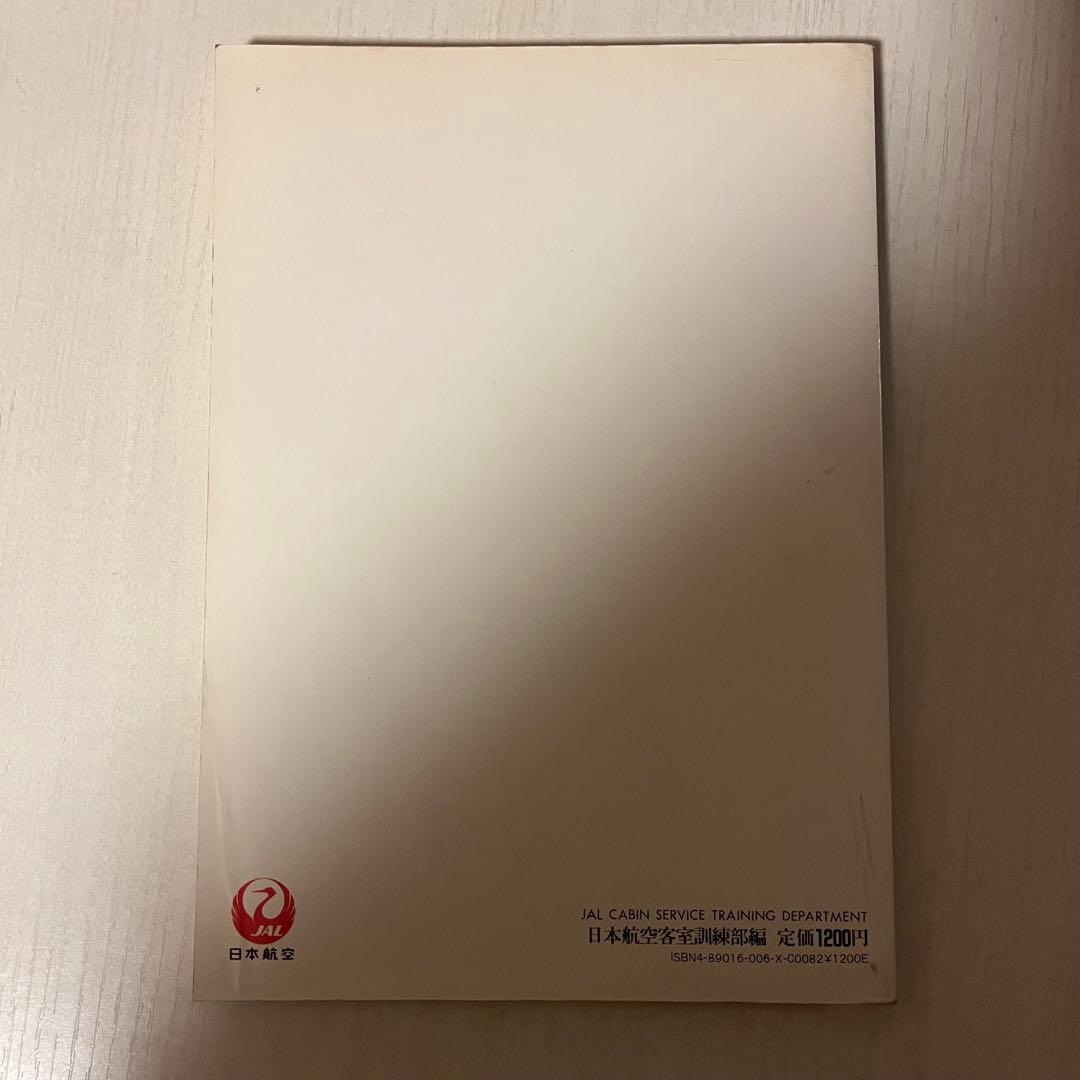 JAL
日本航空
JAL CABIN SERVICE TRAINING DEPARTMENT
日本航空客室訓練部編 定価1200円
ISBN4-89016-006-X-C0082¥1200E